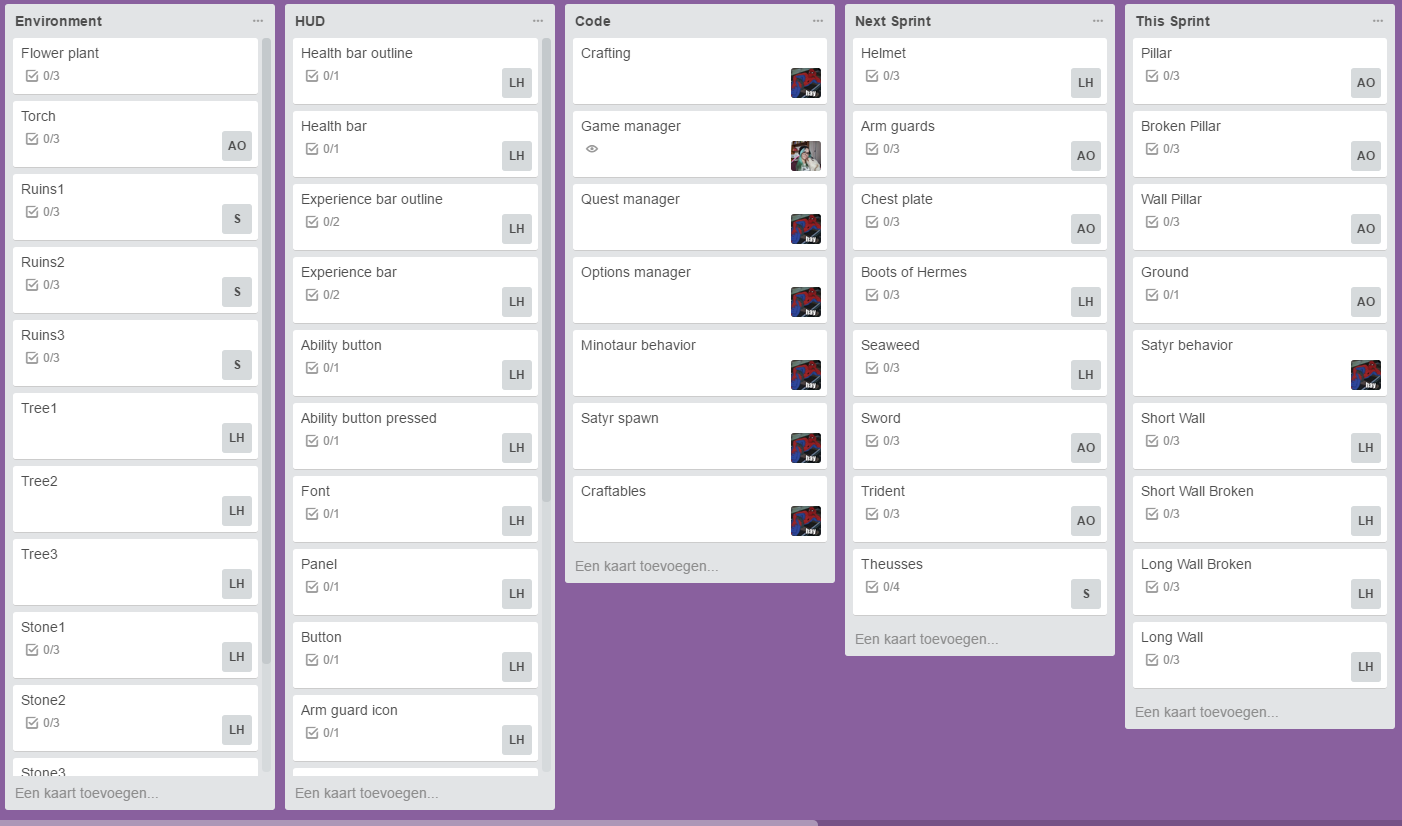 Environment
Flower plant
0/3
Torch
0/3
AO
Ruins1
0/3
S
Ruins2
0/3
S
Ruins3
0/3
S
Tree1
LH
Tree2
LH
Tree3
LH
Stone1
0/3
LH
Stone2
0/3
LH
Stone3
Een kaart toevoegen...
HUD
Health bar outline
0/1
LH
Health bar
0/1
LH
Experience bar outline
0/2
LH
Experience bar
0/2
LH
Ability button
0/1
LH
Ability button pressed
0/1
LH
Font
0/1
LH
Panel
0/1
LH
Button
0/1
LH
Arm guard icon
0/1
LH
Een kaart toevoegen...
Code
Crafting
hay
Game manager
Quest manager
hay
Options manager
hay
Minotaur behavior
hay
Satyr spawn
hay
Craftables
hay
Een kaart toevoegen...
Next Sprint
Helmet
0/3
LH
Arm guards
0/3
AO
Chest plate
0/3
AO
Boots of Hermes
0/3
LH
Seaweed
0/3
LH
Sword
0/3
AO
Trident
0/3
AO
Theusses
0/4
S
Een kaart toevoegen...
This Sprint
Pillar
0/3
AO
Broken Pillar
0/3
AO
Wall Pillar
0/3
AO
Ground
0/1
AO
Satyr behavior
hay
Short Wall
0/3
LH
Short Wall Broken
0/3
LH
Long Wall Broken
0/3
LH
Long Wall
0/3
LH
Een kaart toevoegen...